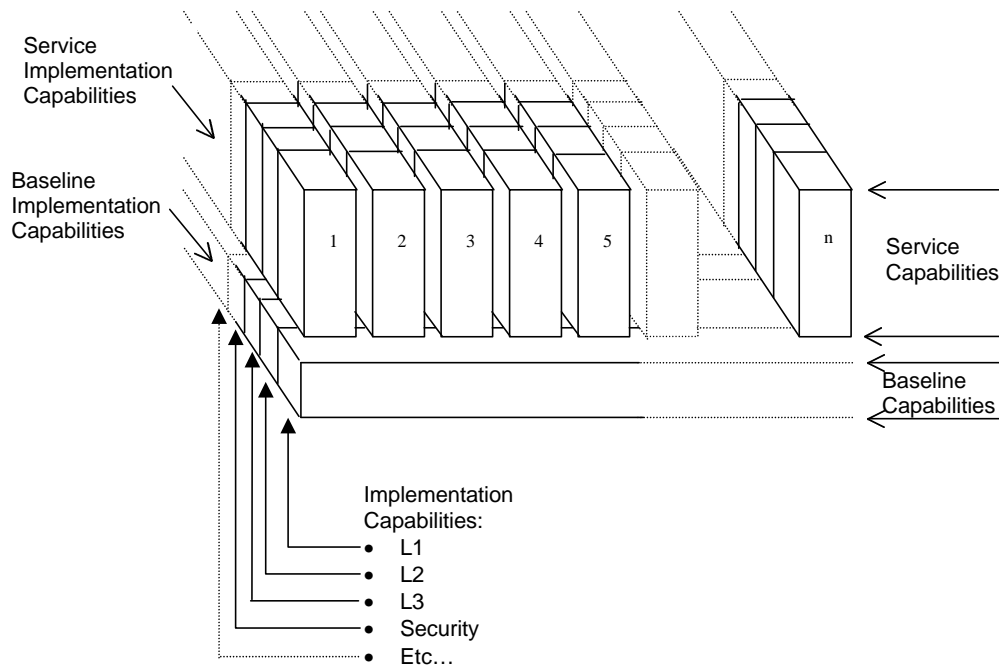 Service
Implementation
Capabilities
Baseline
Implementation
Capabilities
1
2
3
4
5
n
Service
Capabilities
Baseline
Capabilities
Implementation
Capabilities:
• L1
• L2
• L3
• Security
• Etc…